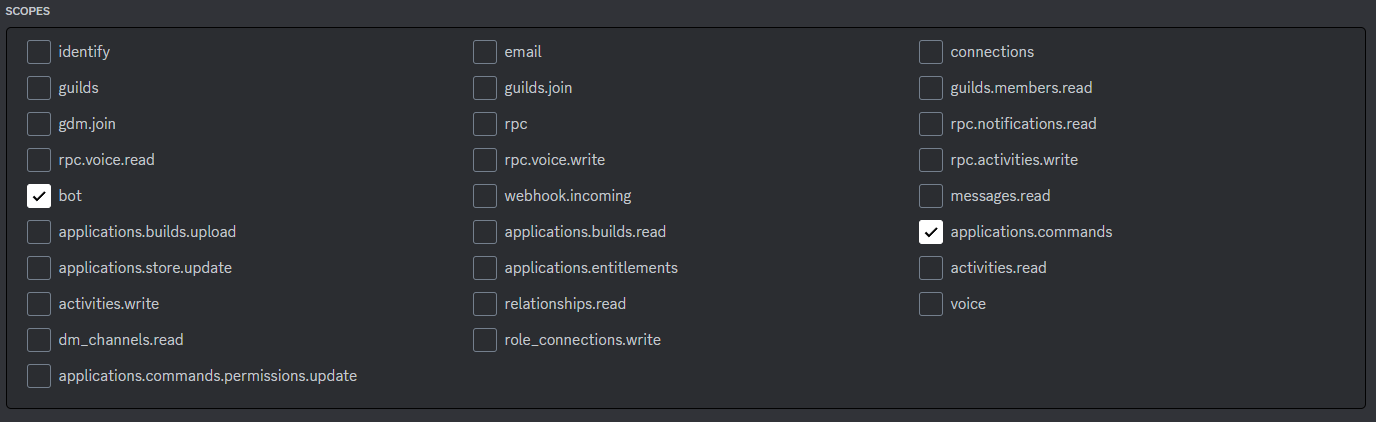 SCOPES
identify email connections
guilds guilds.join guilds.members.read
gdm.join rpc rpc.notifications.read
rpc.voice.read rpc.voice.write rpc.activities.write
bot webhook.incoming messages.read
applications.builds.upload applications.builds.read applications.commands
applications.store.update applications.entitlements activities.read
activities.write relationships.read voice
dm_channels.read role_connections.write
applications.commands.permissions.update